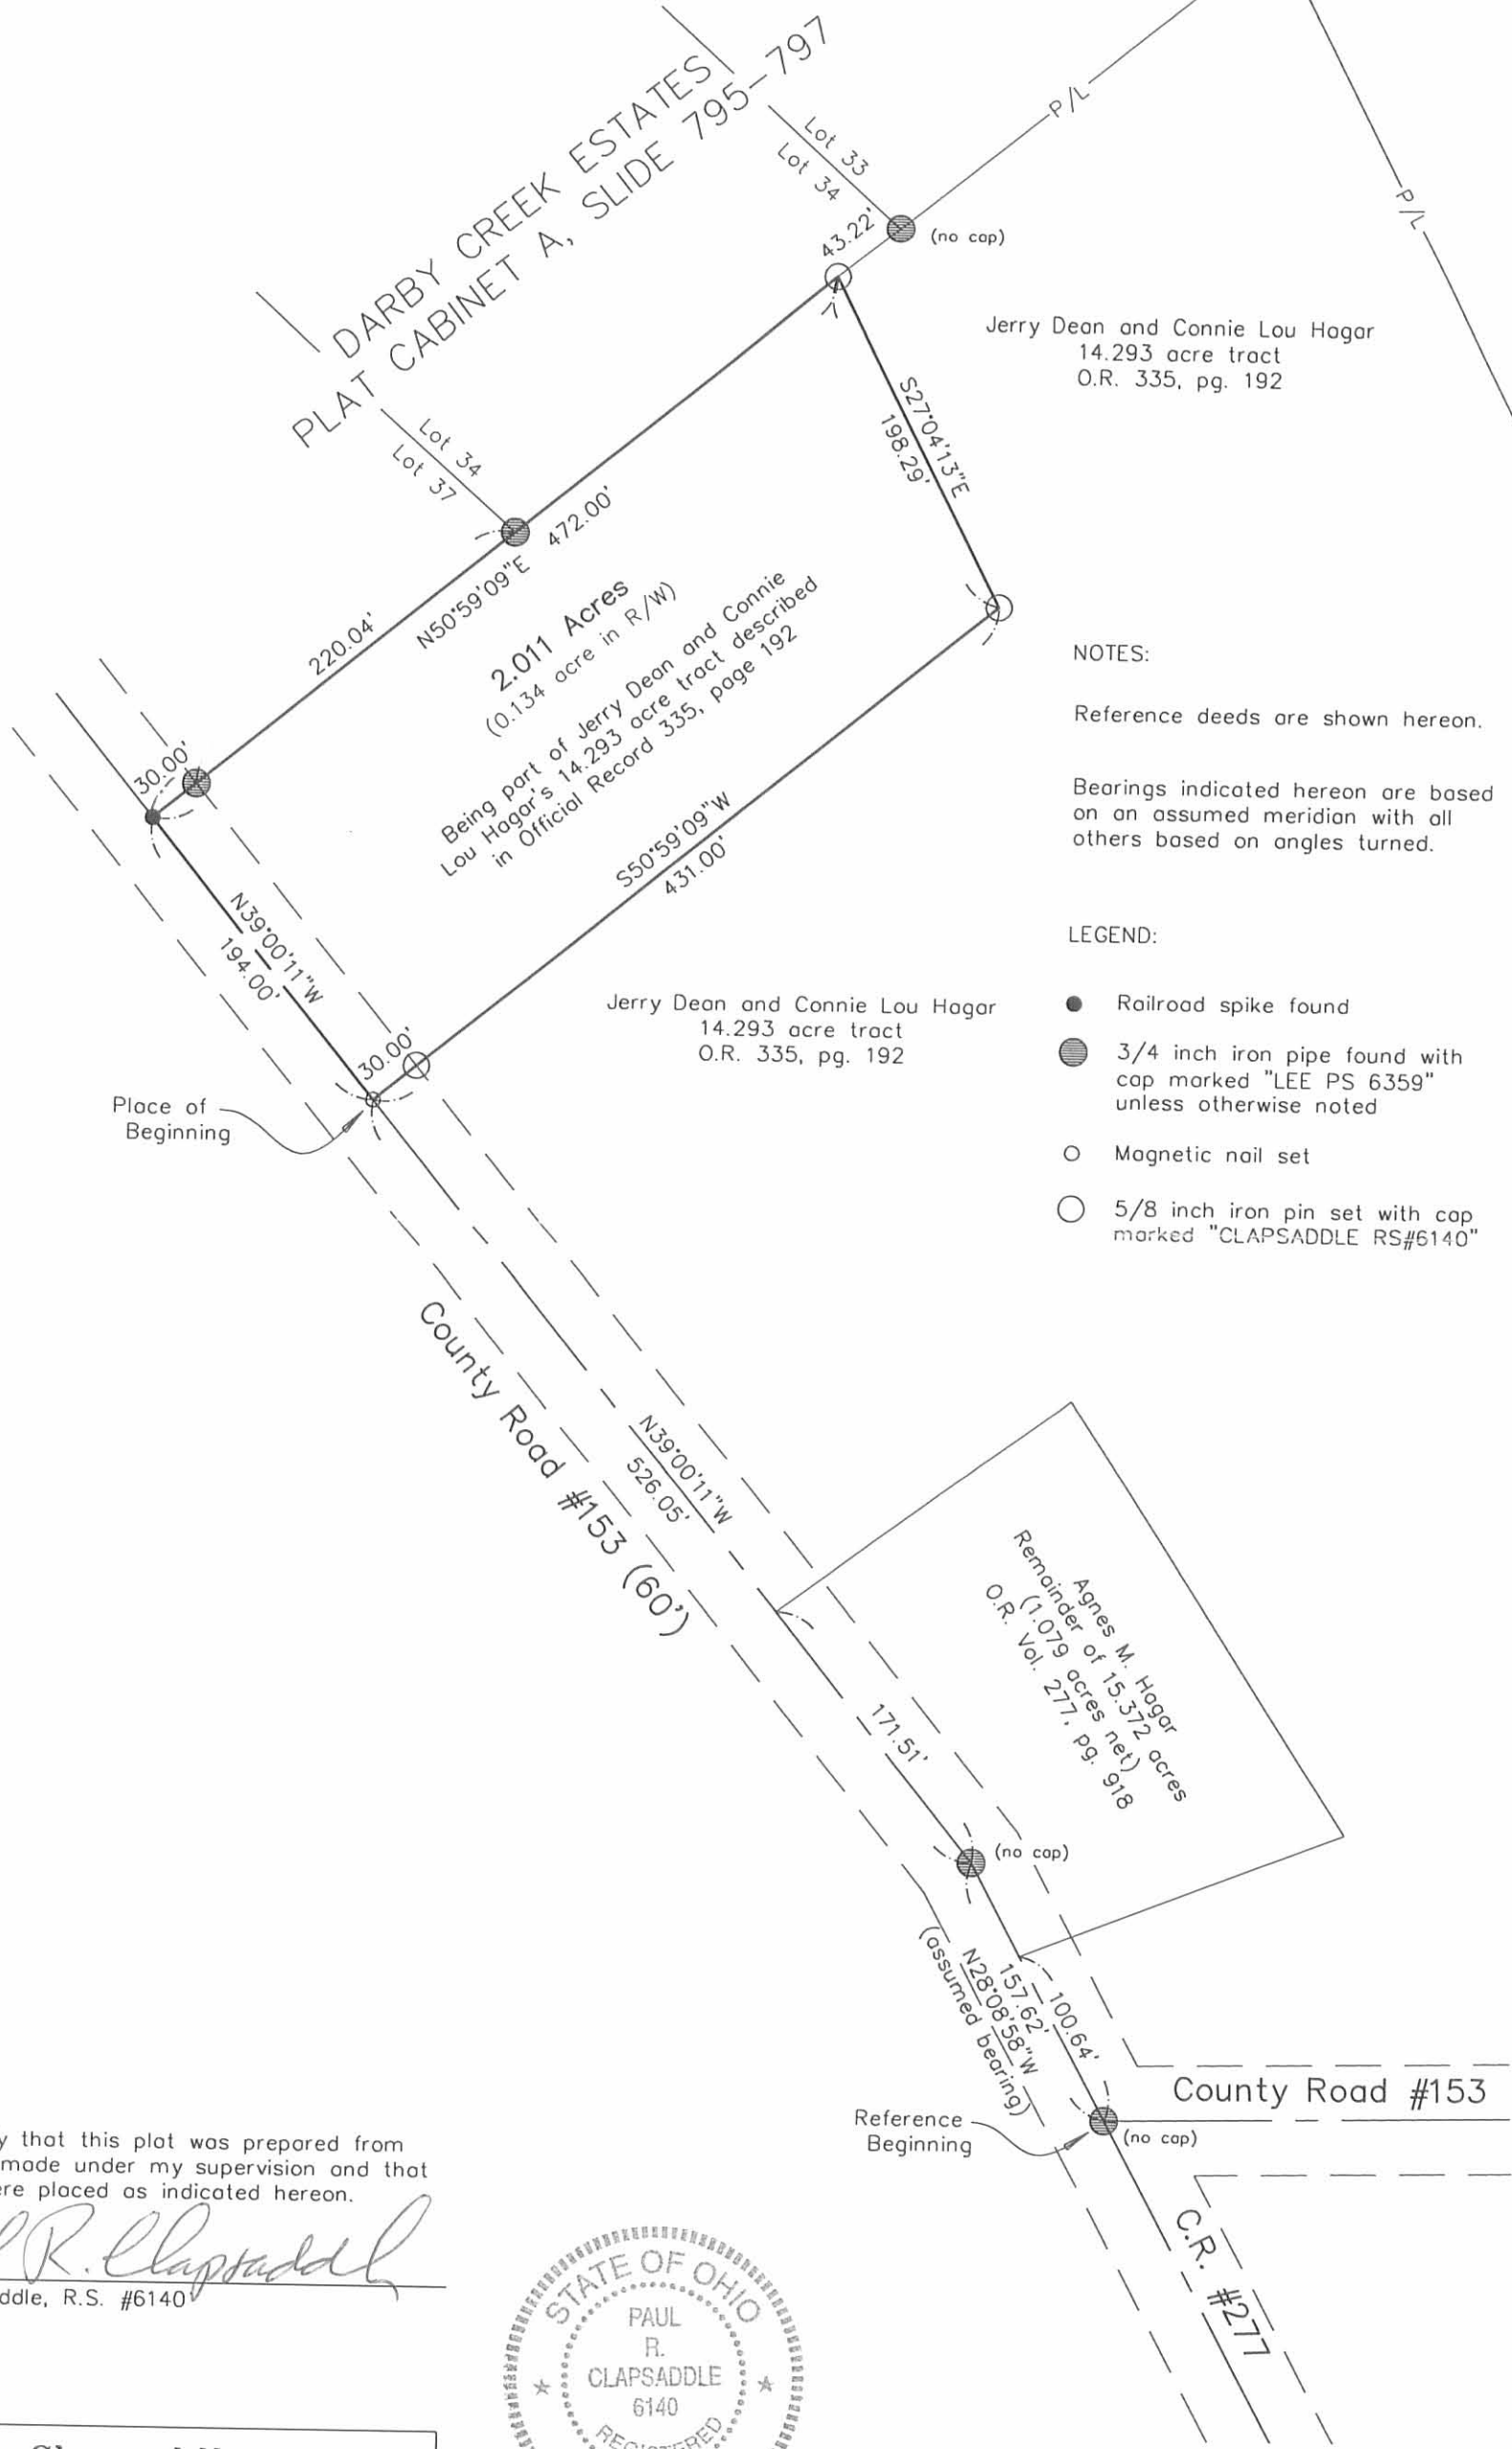 DARBY CREEK ESTATES
PLAT CABINET A, SLIDE 795-797
P/L
P/L
Lot 33
Lot 34
43.22'
(no cap)
Jerry Dean and Connie Lou Hagar
14.293 acre tract
O.R. 335, pg. 192
S27°04'13"E
198.29'
Lot 34
Lot 37
472.00'
N50°59'09"E
220.04'
2.011 Acres
(0.134 acre in R/W)
Being part of Jerry Dean and Connie
Lou Hagar's 14.293 acre tract described
in Official Record 335, page 192
30.00'
N39°00'11"W
194.00'
S50°59'09"W
431.00'
30.00'
Place of
Beginning
Jerry Dean and Connie Lou Hagar
14.293 acre tract
O.R. 335, pg. 192
NOTES:
Reference deeds are shown hereon.
Bearings indicated hereon are based
on an assumed meridian with all
others based on angles turned.
LEGEND:
Railroad spike found
3/4 inch iron pipe found with
cap marked "LEE PS 6359"
unless otherwise noted
Magnetic nail set
5/8 inch iron pin set with cap
marked "CLAPSADDLE RS#6140"
County Road #153 (60')
N39°00'11"W
526.05'
Agnes M. Hagar
Remainder of 15.372 acres
(1.079 acres net)
O.R. Vol. 277, pg. 918
171.51'
(no cap)
100.64'
157.62'
N28°08'58"W
(assumed bearing)
Reference
Beginning
(no cap)
County Road #153
C.R. #277
y that this plat was prepared from
made under my supervision and that
ere placed as indicated hereon.
R. Clapsaddle
ddle, R.S. #6140
STATE OF OHIO
PAUL
R.
CLAPSADDLE
6140
REGISTERED